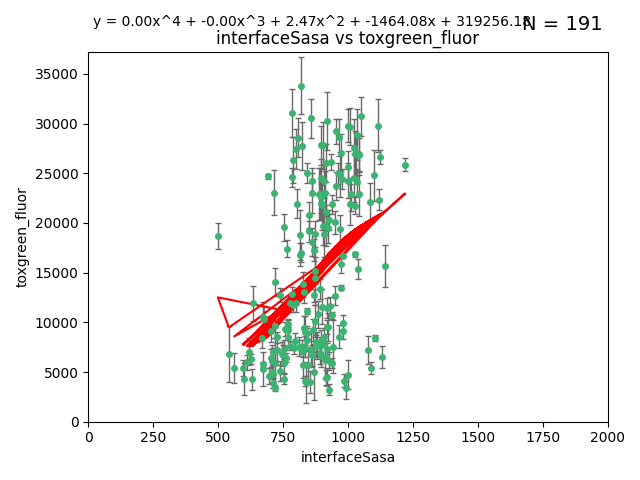 y = 0.00x^4 + -0.00x^3 + 2.47x^2 + -1464.08x + 319256.18
N = 191
interfaceSasa vs toxgreen_fluor
35000
30000
25000
20000
15000
10000
5000
0
toxgreen_fluor
0 250 500 750 1000 1250 1500 1750 2000
interfaceSasa